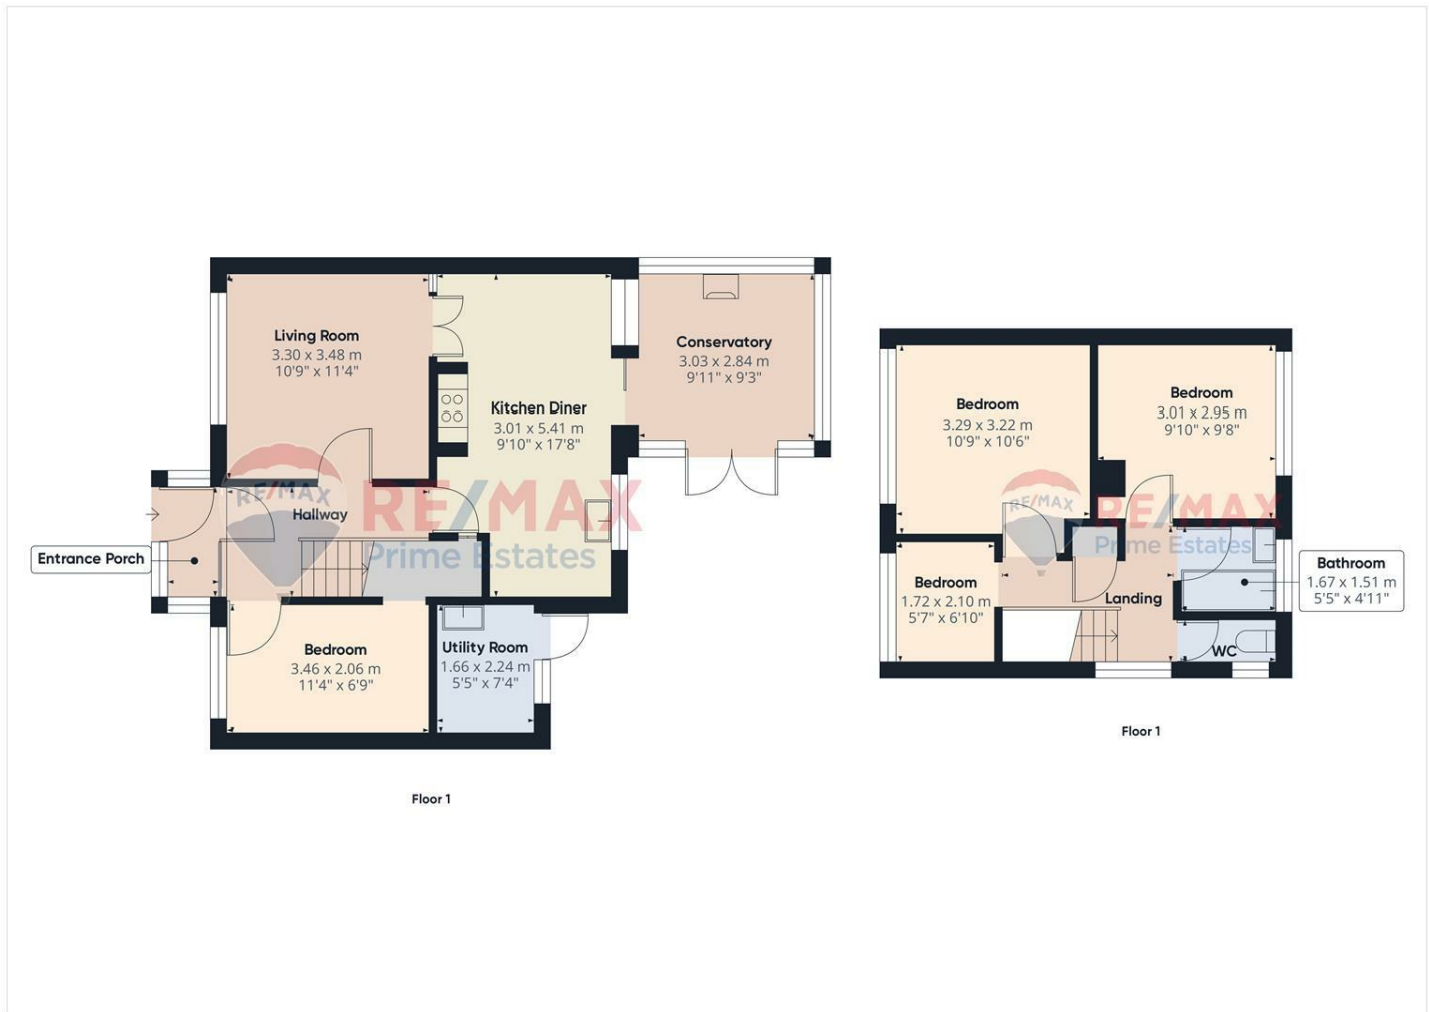 Living Room
3.30 x 3.48 m
10'9" x 11'4"
Kitchen Diner
3.01 x 5.41 m
9'10" x 17'8"
Conservatory
3.03 x 2.84 m
9'11" x 9'3"
Hallway
Entrance Porch
Bedroom
3.46 x 2.06 m
11'4" x 6'9"
Utility Room
1.66 x 2.24 m
5'5" x 7'4"
RE/MAX
RE/MAX
Prime Estates
Floor 1
Bedroom
3.29 x 3.22 m
10'9" x 10'6"
Bedroom
3.01 x 2.95 m
9'10" x 9'8"
Bedroom
1.72 x 2.10 m
5'7" x 6'10"
Landing
Bathroom
1.67 x 1.51 m
5'5" x 4'11"
WC
RE/MAX
RE/MAX
Prime Estates
Floor 1